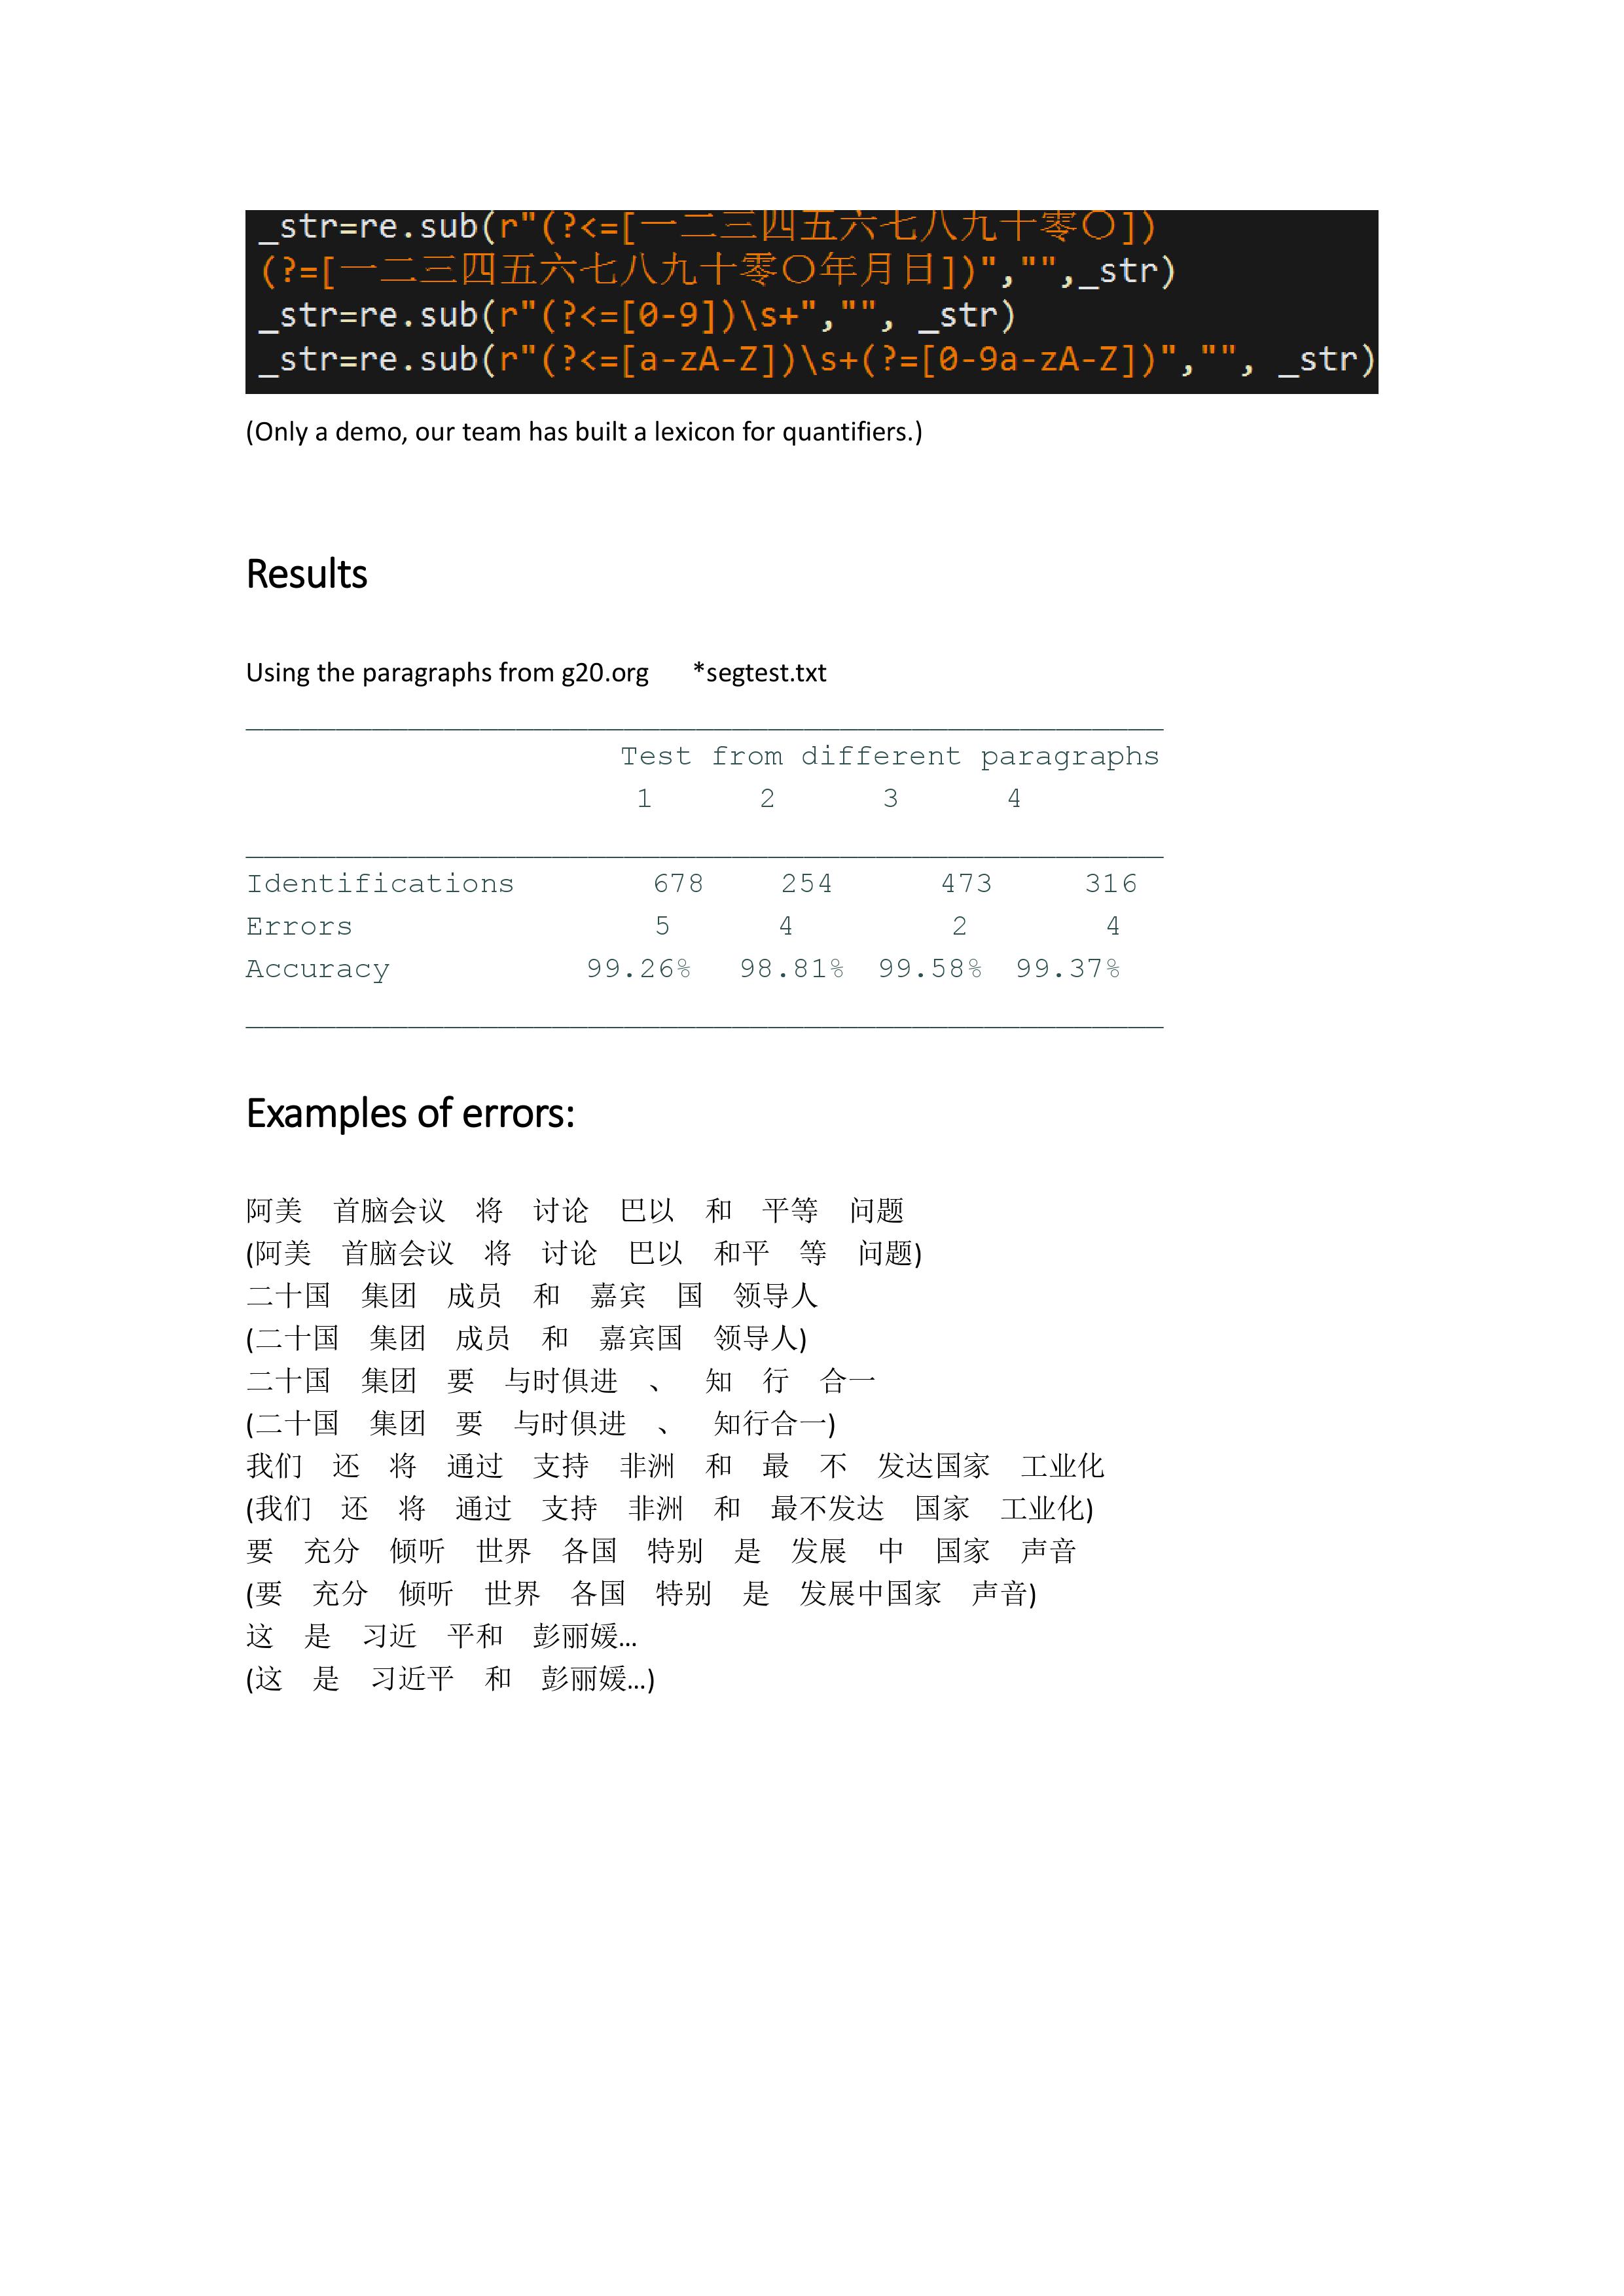 _str=re.sub(r"(?<=[一二三四五六七八九十零〇])
(?=[一二三四五六七八九十零〇年月日])","",_str)
_str=re.sub(r"(?<=[0-9])\s+","", _str)
_str=re.sub(r"(?<=[a-zA-Z])\s+(?=[0-9a-zA-Z])","", _str)
(Only a demo, our team has built a lexicon for quantifiers.)
Results
Using the paragraphs from g20.org *segtest.txt
Test from different paragraphs
1 2 3 4
Identifications 678 254 473 316
Errors 5 4 2 4
Accuracy 99.26% 98.81% 99.58% 99.37%
Examples of errors:
阿美 首脑会议 将 讨论 巴以 和 平等 问题
(阿美 首脑会议 将 讨论 巴以 和平 等 问题)
二十国 集团 成员 和 嘉宾 国 领导人
(二十国 集团 成员 和 嘉宾国 领导人)
二十国 集团 要 与时俱进 、 知 行 合一
(二十国 集团 要 与时俱进 、 知行合一)
我们 还 将 通过 支持 非洲 和 最 不 发达国家 工业化
(我们 还 将 通过 支持 非洲 和 最不发达 国家 工业化)
要 充分 倾听 世界 各国 特别 是 发展 中 国家 声音
(要 充分 倾听 世界 各国 特别 是 发展中国家 声音)
这 是 习近 平和 彭丽媛…
(这 是 习近平 和 彭丽媛…)